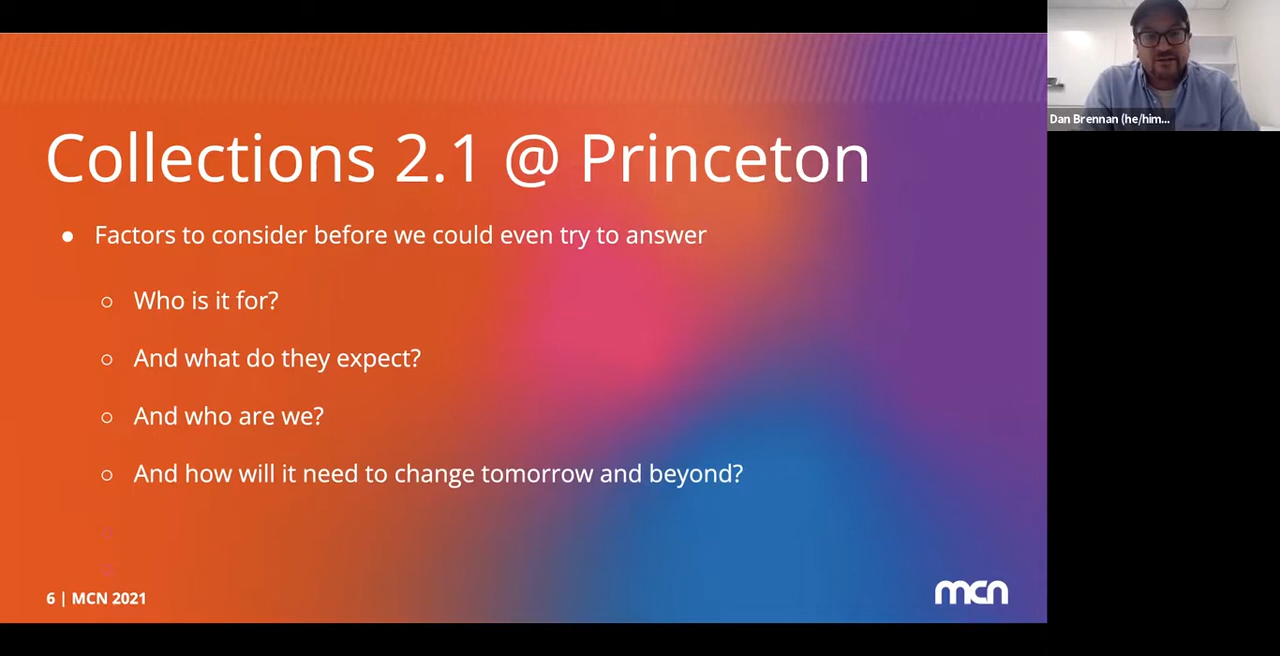 Collections 2.1 @ Princeton
● Factors to consider before we could even try to answer
○ Who is it for?
○ And what do they expect?
○ And who are we?
○ And how will it need to change tomorrow and beyond?
6 | MCN 2021
mcn
Dan Brennan (he/him...